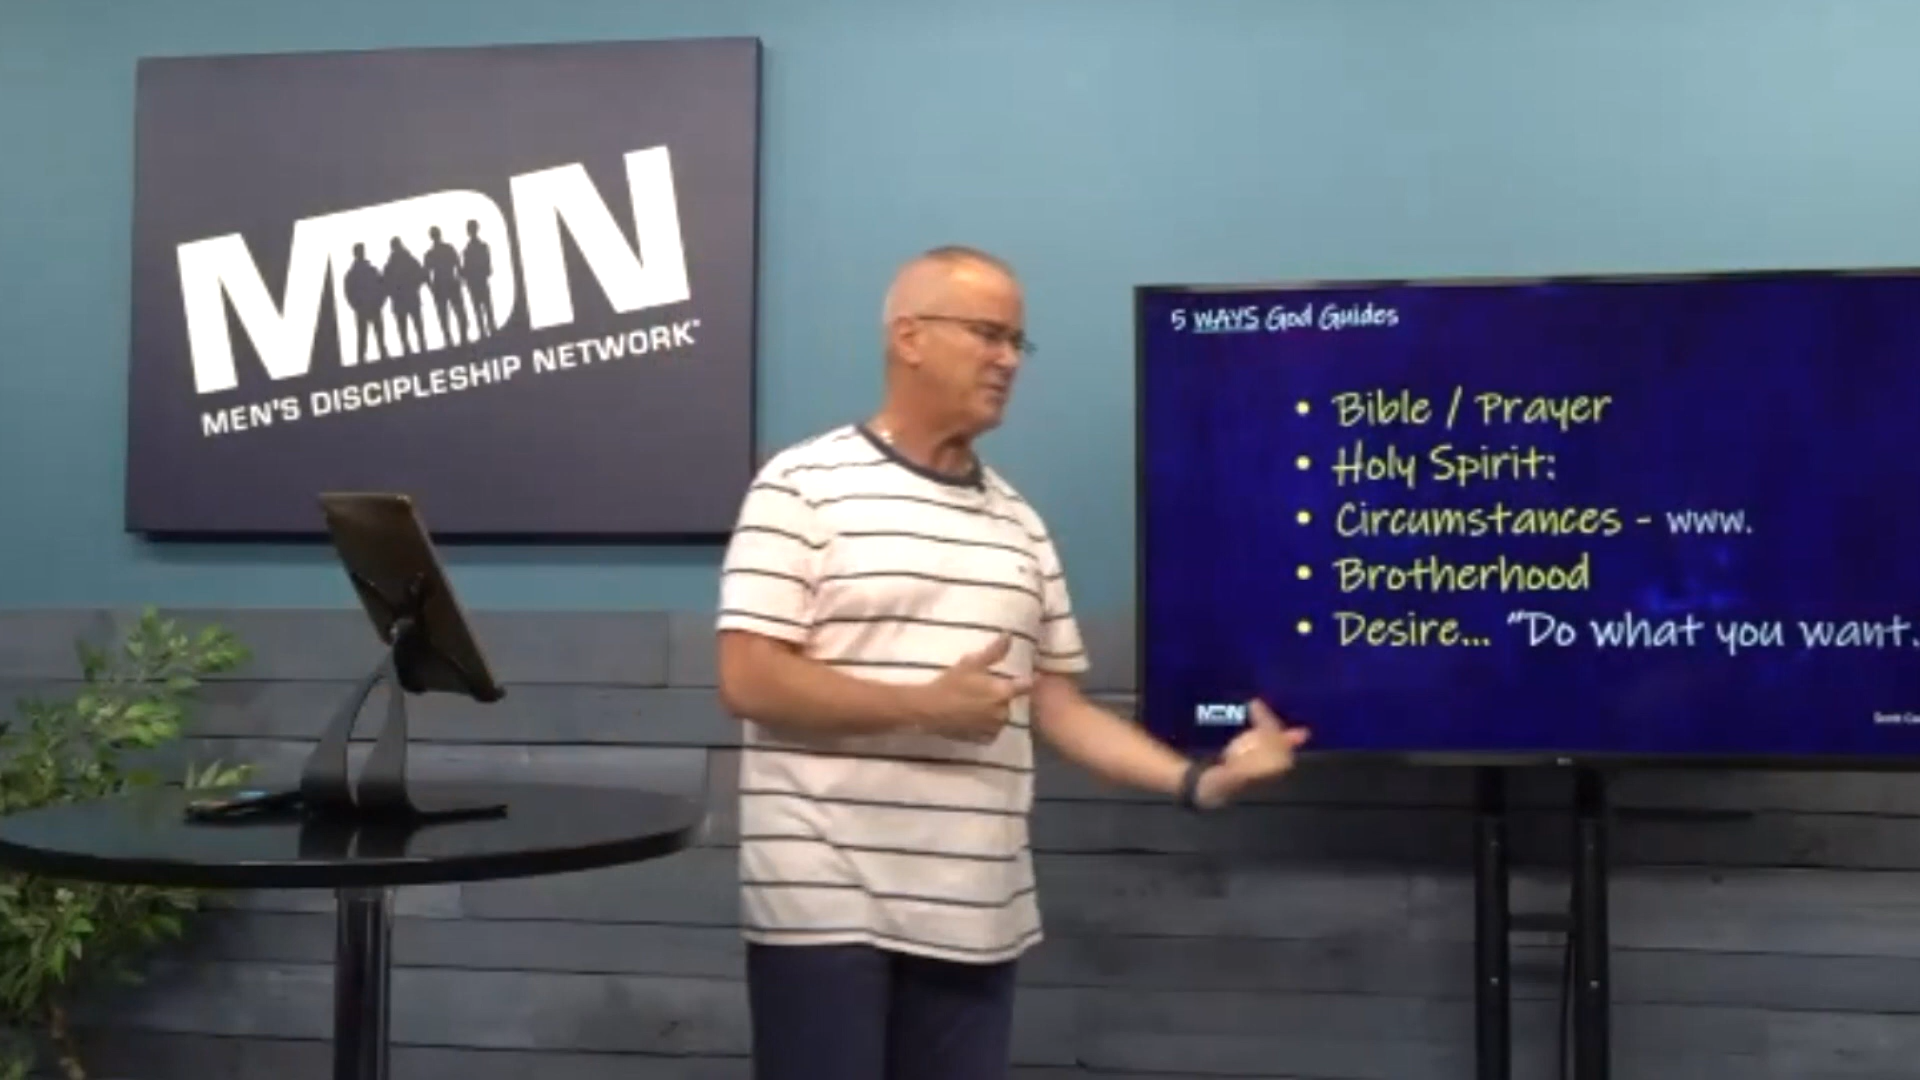 MDN
MEN'S DISCIPLESHIP NETWORK
5 WAYS God Guides
• Bible / Prayer
• Holy Spirit:
• Circumstances - www.
• Brotherhood
• Desire... "Do what you want.
MDN